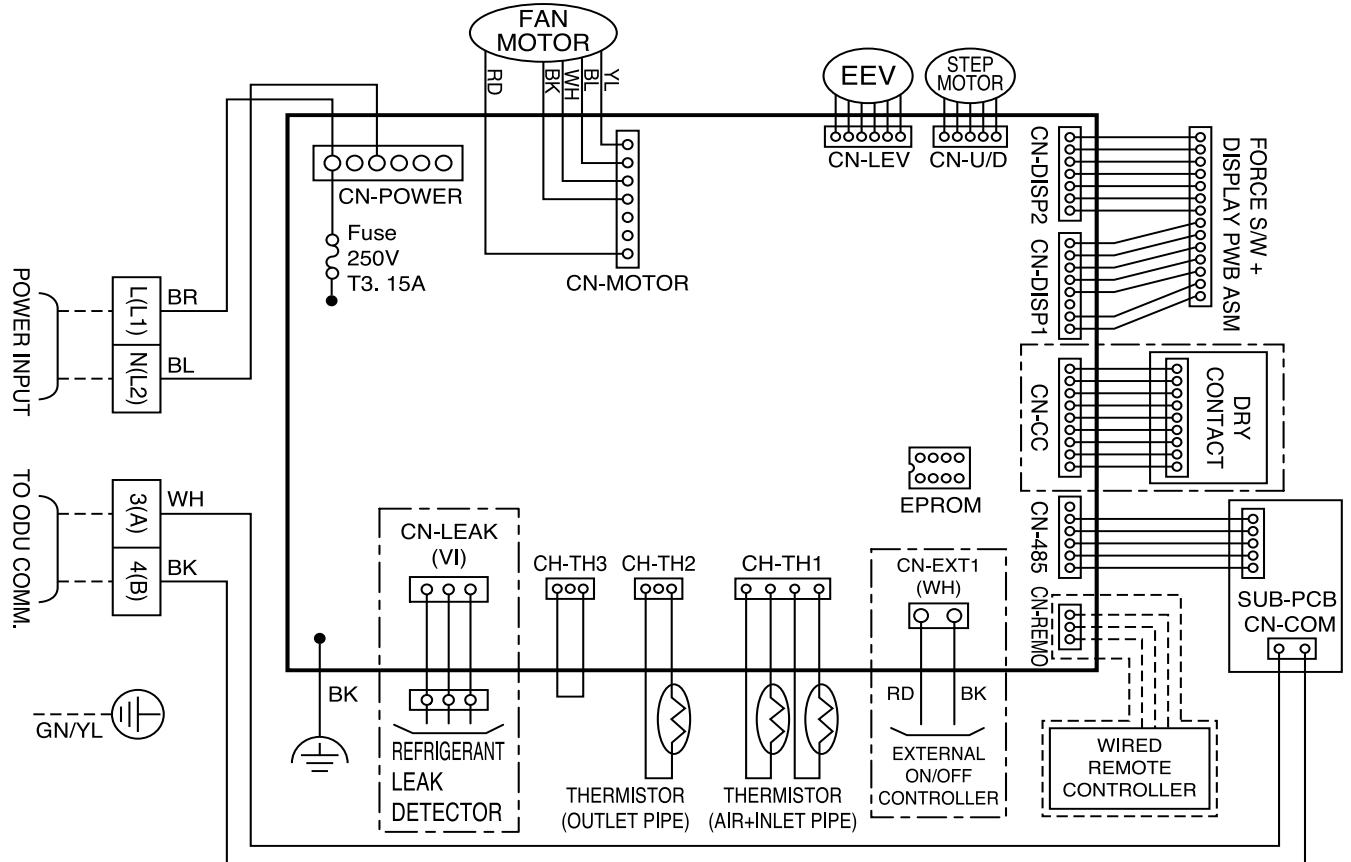 FAN
MOTOR
RD
BK
WH
BL
YL
EEV
STEP
MOTOR
CN-LEV
CN-U/D
CN-DISP2
FORCE S/W +
DISPLAY PWB ASM
CN-POWER
Fuse
250V
T3. 15A
CN-MOTOR
CN-DISP1
POWER INPUT
L(L1)
BR
N(L2)
BL
CN-CC
DRY
CONTACT
EPROM
TO ODU COMM.
3(A)
WH
4(B)
BK
CN-485
SUB-PCB
CN-COM
CN-REMO
CN-LEAK
(VI)
CH-TH3
CH-TH2
CH-TH1
CN-EXT1
(WH)
BK
RD
BK
GN/YL
REFRIGERANT
LEAK
DETECTOR
THERMISTOR
(OUTLET PIPE)
THERMISTOR
(AIR+INLET PIPE)
EXTERNAL
ON/OFF
CONTROLLER
WIRED
REMOTE
CONTROLLER